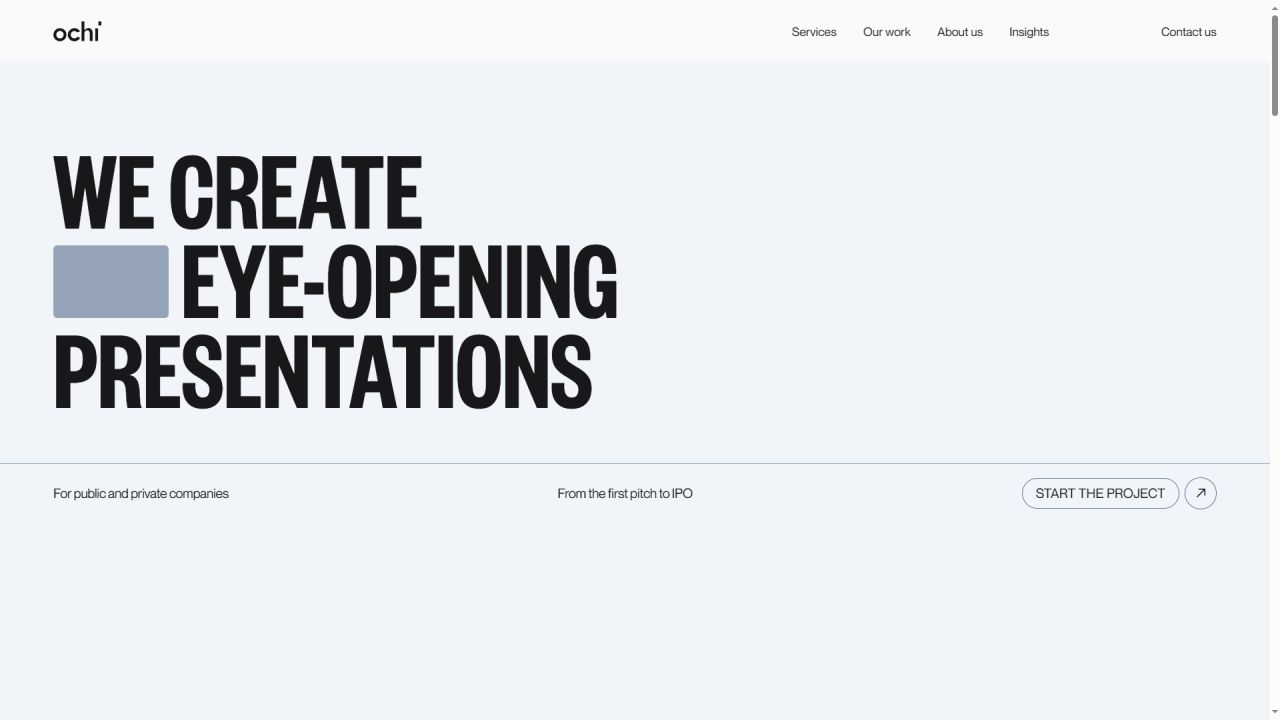 ochi
Services
Our work
About us
Insights
Contact us
WE CREATE
EYE-OPENING
PRESENTATIONS
For public and private companies
From the first pitch to IPO
START THE PROJECT